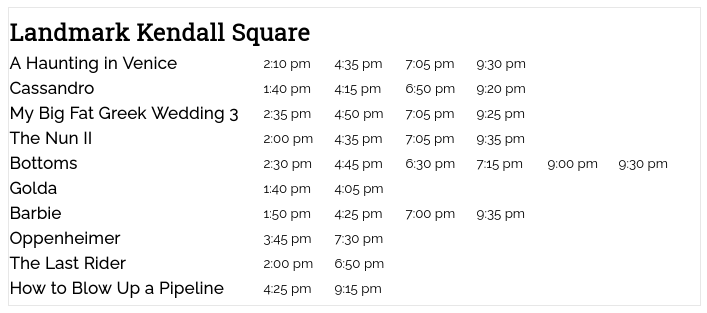 Landmark Kendall Square
A Haunting in Venice 2:10 pm 4:35 pm 7:05 pm 9:30 pm
Cassandro 1:40 pm 4:15 pm 6:50 pm 9:20 pm
My Big Fat Greek Wedding 3 2:35 pm 4:50 pm 7:05 pm 9:25 pm
The Nun II 2:00 pm 4:35 pm 7:05 pm 9:35 pm
Bottoms 2:30 pm 4:45 pm 6:30 pm 7:15 pm 9:00 pm 9:30 pm
Golda 1:40 pm 4:05 pm
Barbie 1:50 pm 4:25 pm 7:00 pm 9:35 pm
Oppenheimer 3:45 pm 7:30 pm
The Last Rider 2:00 pm 6:50 pm
How to Blow Up a Pipeline 4:25 pm 9:15 pm